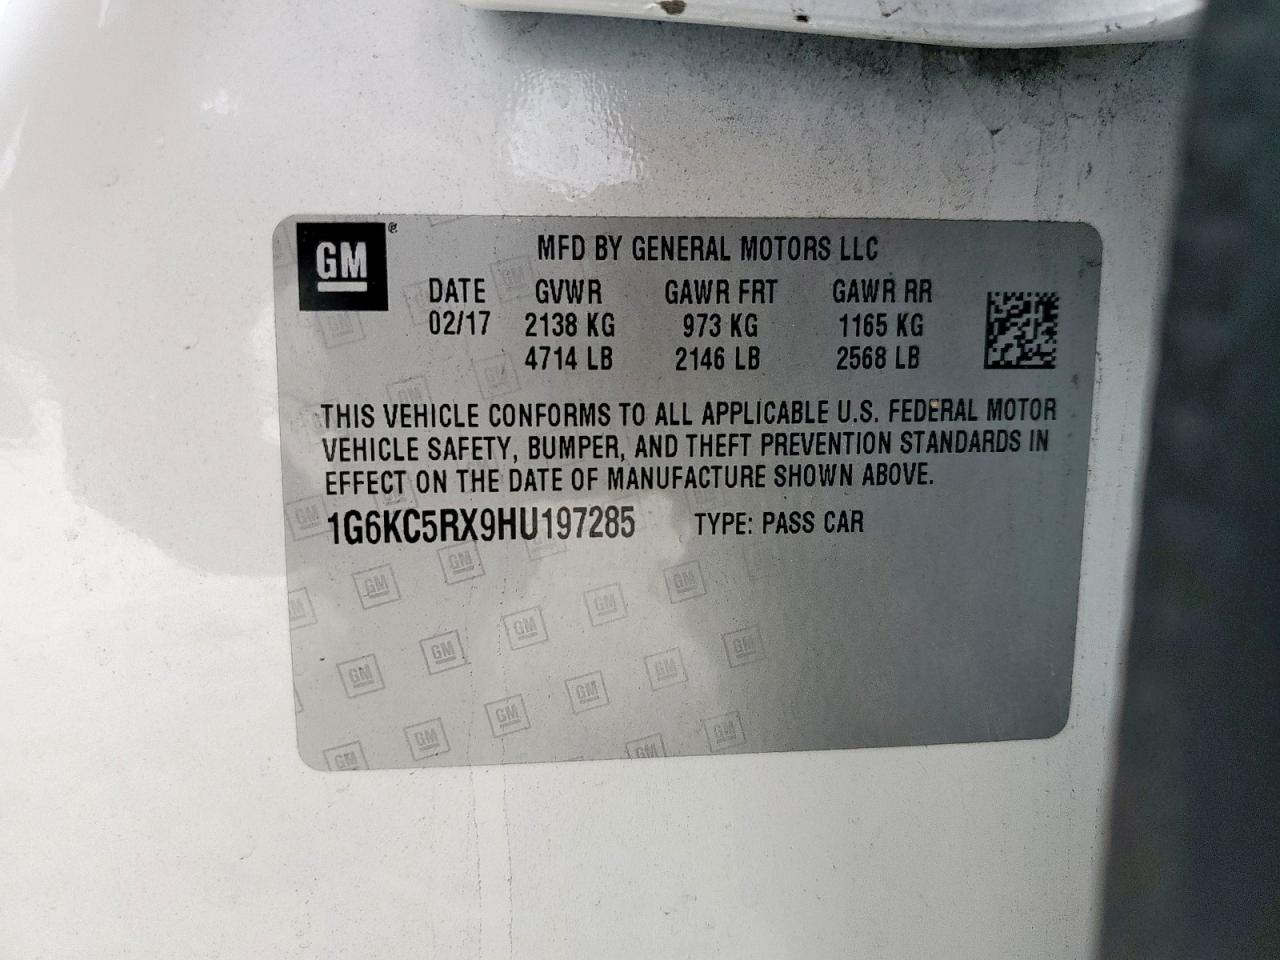 GM ®
MFD BY GENERAL MOTORS LLC
DATE GVWR GAWR FRT GAWR RR
02/17 2138 KG 973 KG 1165 KG
4714 LB 2146 LB 2568 LB
THIS VEHICLE CONFORMS TO ALL APPLICABLE U.S. FEDERAL MOTOR
VEHICLE SAFETY, BUMPER, AND THEFT PREVENTION STANDARDS IN
EFFECT ON THE DATE OF MANUFACTURE SHOWN ABOVE.
1G6KC5RX9HU197285 TYPE: PASS CAR